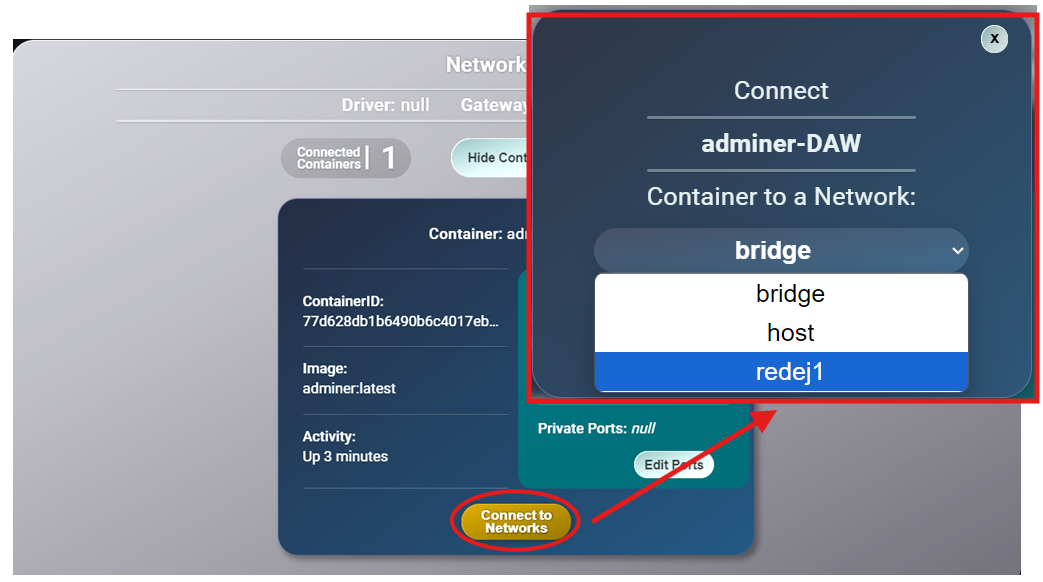 Network
Driver: null Gateway
Connected
Containers 1
Hide Cont
Container: adm
ContainerID:
77d628db1b6490b6c4017eb...
Image:
adminer:latest
Activity:
Up 3 minutes
Private Ports: null
Edit Ports
Connect to
Networks
X
Connect
adminer-DAW
Container to a Network:
bridge
bridge
host
redej1